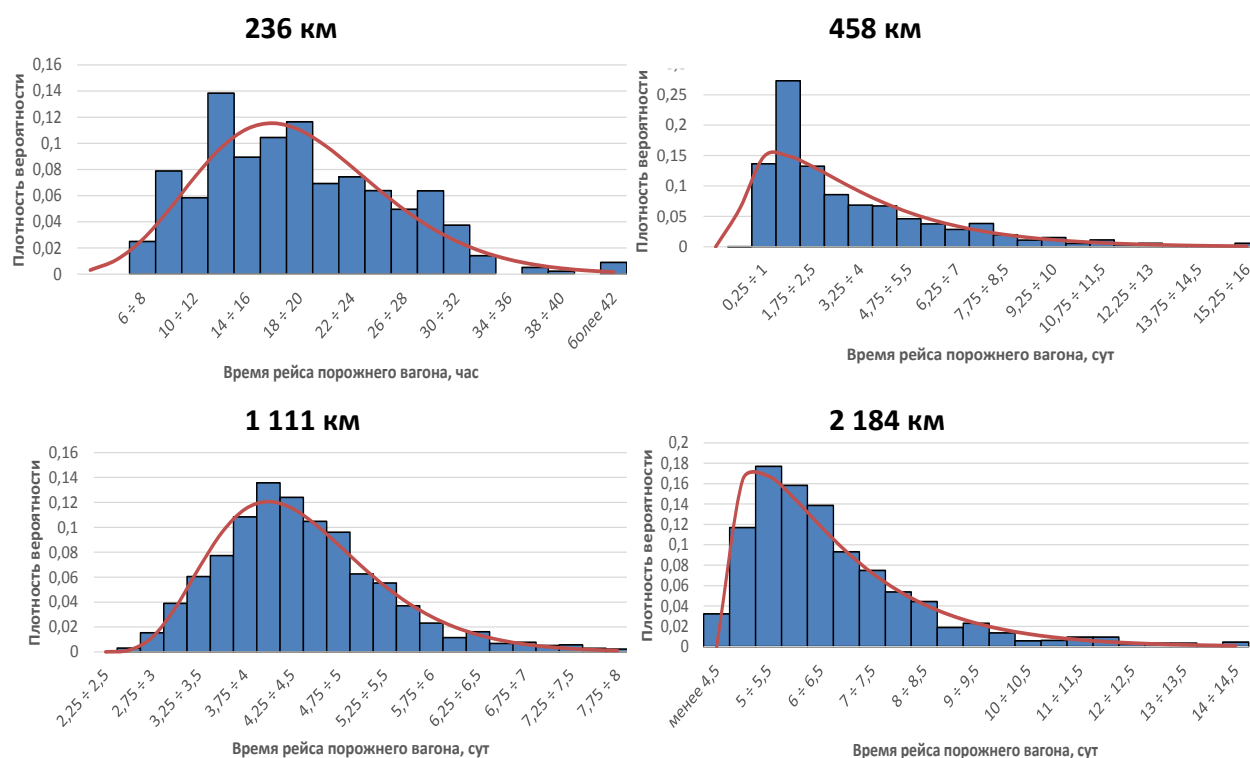 236 км
Плотность вероятности
0,16
0,14
0,12
0,1
0,08
0,06
0,04
0,02
0
6 ÷ 8
10 ÷ 12
14 ÷ 16
18 ÷ 20
22 ÷ 24
26 ÷ 28
30 ÷ 32
34 ÷ 36
38 ÷ 40
более 42
Время рейса порожнего вагона, час
458 км
Плотность вероятности
0,25
0,2
0,15
0,1
0,05
0
0,25 ÷ 1
1,75 ÷ 2,5
3,25 ÷ 4
4,75 ÷ 5,5
6,25 ÷ 7
7,75 ÷ 8,5
9,25 ÷ 10
10,75 ÷ 11,5
12,25 ÷ 13
13,75 ÷ 14,5
15,25 ÷ 16
Время рейса порожнего вагона, сут
1 111 км
Плотность вероятности
0,16
0,14
0,12
0,1
0,08
0,06
0,04
0,02
0
2,25 ÷ 2,5
2,75 ÷ 3
3,25 ÷ 3,5
3,75 ÷ 4
4,25 ÷ 4,5
4,75 ÷ 5
5,25 ÷ 5,5
5,75 ÷ 6
6,25 ÷ 6,5
6,75 ÷ 7
7,25 ÷ 7,5
7,75 ÷ 8
Время рейса порожнего вагона, сут
2 184 км
Плотность вероятности
0,2
0,18
0,16
0,14
0,12
0,1
0,08
0,06
0,04
0,02
0
менее 4,5
5 ÷ 5,5
6 ÷ 6,5
7 ÷ 7,5
8 ÷ 8,5
9 ÷ 9,5
10 ÷ 10,5
11 ÷ 11,5
12 ÷ 12,5
13 ÷ 13,5
14 ÷ 14,5
Время рейса порожнего вагона, сут